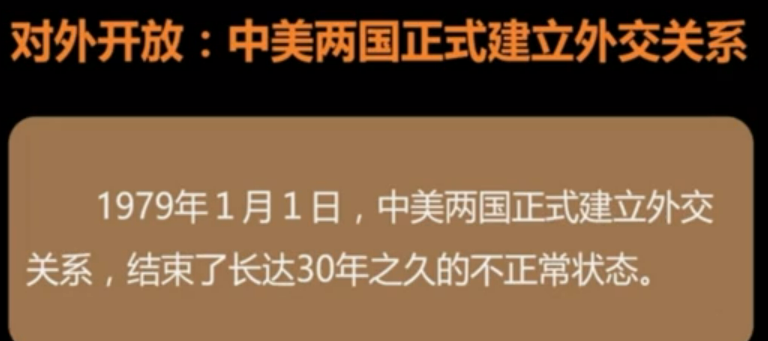 对外开放：中美两国正式建立外交关系
1979年１月１日，中美两国正式建立外交
关系，结束了长达30年之久的不正常状态。